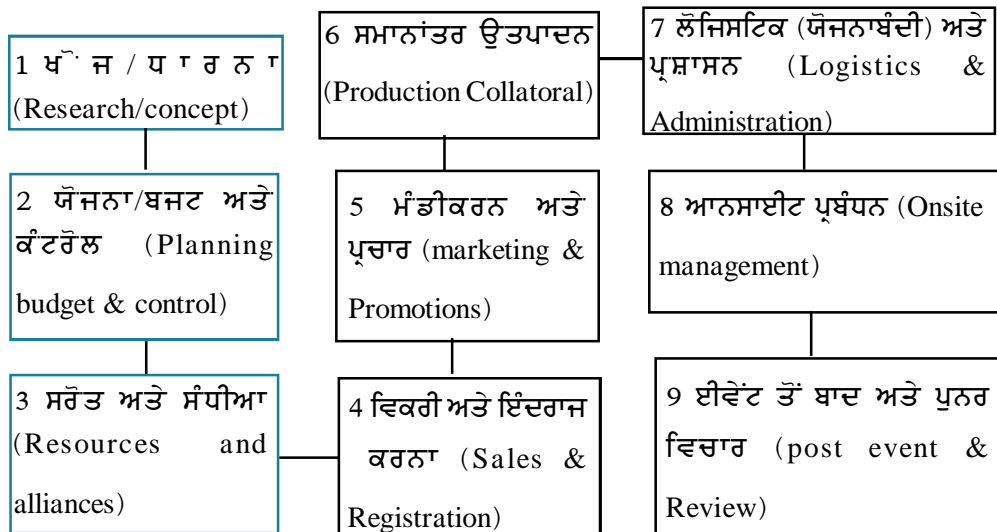 1 ਖੋਜ/ਧਾਰਨਾ
(Research/concept)
2 ਯੋਜਨਾ/ਬਜਟ ਅਤੇ
ਕੰਟਰੋਲ (Planning
budget & control)
3 ਸਰੋਤ ਅਤੇ ਸੰਧੀਆ
(Resources and
alliances)
4 ਵਿਕਰੀ ਅਤੇ ਇੰਦਰਾਜ
ਕਰਨਾ (Sales &
Registration)
5 ਮੰਡੀਕਰਨ ਅਤੇ
ਪ੍ਰਚਾਰ (marketing &
Promotions)
6 ਸਮਾਨਾਂਤਰ ਉਤਪਾਦਨ
(Production Collatoral)
7 ਲੋਜਿਸਟਿਕ (ਯੋਜਨਾਬੰਦੀ) ਅਤੇ
ਪ੍ਰਸ਼ਾਸਨ (Logistics &
Administration)
8 ਆਨਸਾਈਟ ਪ੍ਰਬੰਧਨ (Onsite
management)
9 ਈਵੇਂਟ ਤੋਂ ਬਾਦ ਅਤੇ ਪੁਨਰ
ਵਿਚਾਰ (post event &
Review)